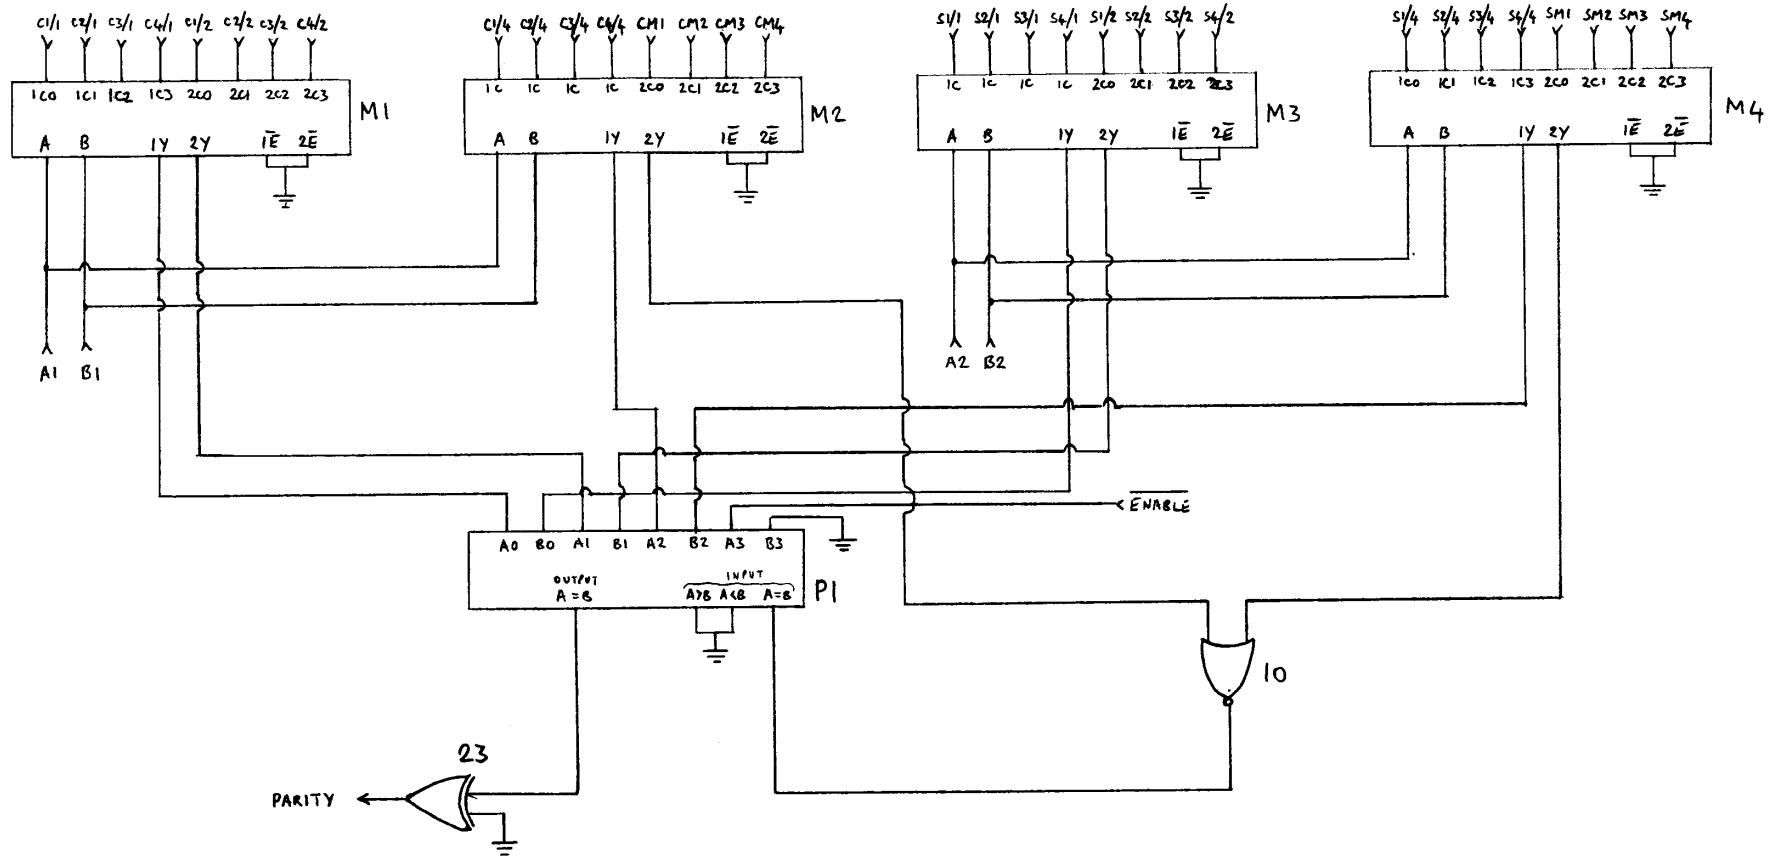 C1/1 C2/1 C3/1 C4/1 C1/2 C2/2 C3/2 C4/2
C1/4 C2/4 C3/4 C4/4 CM1 CM2 CM3 CM4
S1/1 S2/1 S3/1 S4/1 S1/2 S2/2 S3/2 S4/2
S1/4 S2/4 S3/4 S4/4 SM1 SM2 SM3 SM4
1C0 1C1 1C2 1C3 2C0 2C1 2C2 2C3
A B 1Y 2Y 1E̅ 2E̅
M1
1C 1C 1C 1C 2C0 2C1 2C2 2C3
A B 1Y 2Y 1E̅ 2E̅
M2
1C 1C 1C 1C 2C0 2C1 2C2 2C3
A B 1Y 2Y 1E̅ 2E̅
M3
1C0 1C1 1C2 1C3 2C0 2C1 2C2 2C3
A B 1Y 2Y 1E̅ 2E̅
M4
A1 B1
A2 B2
E̅N̅A̅B̅L̅E̅
A0 B0 A1 B1 A2 B2 A3 B3
OUTPUT
A=B
INPUT
A>B A<B A=B
P1
10
23
PARITY